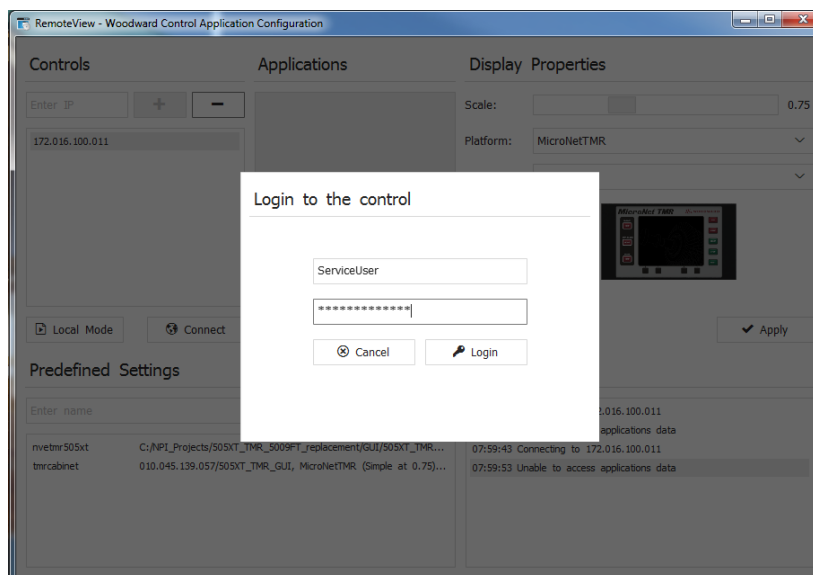 RemoteView - Woodward Control Application Configuration
Controls
Applications
Display Properties
Enter IP
Scale:
0.75
172.016.100.011
Platform:
MicroNetTMR
MicroNet TMR
Login to the control
ServiceUser
*************
Cancel
Login
Local Mode
Connect
Apply
Predefined Settings
Enter name
nvetmr505xt C:/NPI_Projects/505XT_TMR_5009FT_replacement/GUI/505XT_TMR...
tmrcabinet 010.045.139.057/505XT_TMR_GUI, MicroNetTMR (Simple at 0.75)...
2.016.100.011
applications data
07:59:43 Connecting to 172.016.100.011
07:59:53 Unable to access applications data